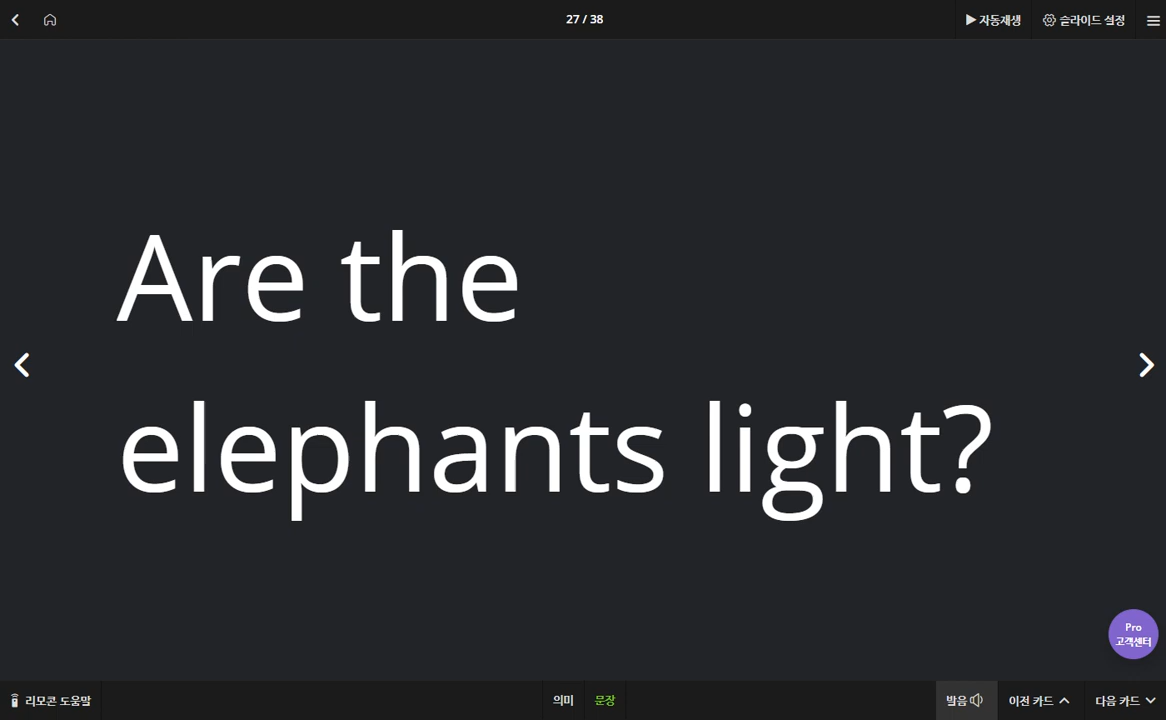 27 / 38
자동재생
슬라이드 설정
Are the
elephants light?
Pro
고객센터
리모콘 도움말
의미
문장
발음
이전 카드
다음 카드